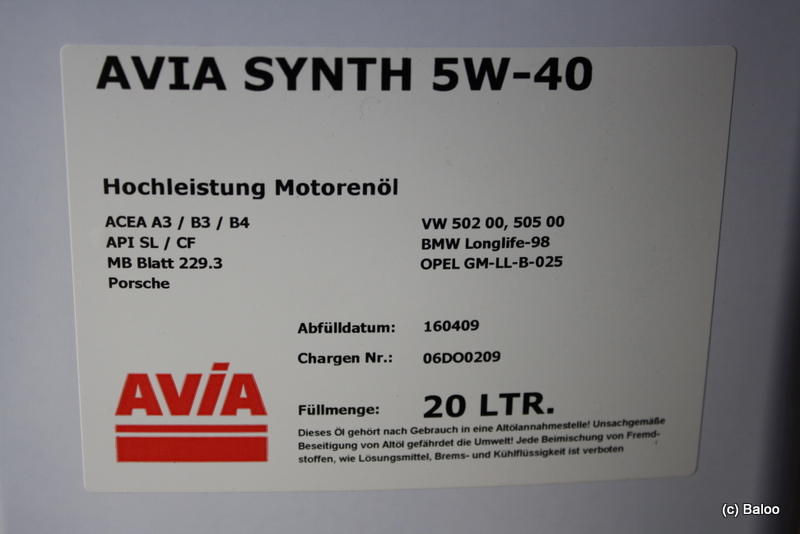 AVIA SYNTH 5W-40
Hochleistung Motorenöl
ACEA A3 / B3 / B4
API SL / CF
MB Blatt 229.3
Porsche
VW 502 00, 505 00
BMW Longlife-98
OPEL GM-LL-B-025
Abfülldatum: 160409
Chargen Nr.: 06DO0209
AVIA
Füllmenge: 20 LTR.
Dieses Öl gehört nach Gebrauch in eine Altölannahmestelle! Unsachgemäße
Beseitigung von Altöl gefährdet die Umwelt! Jede Beimischung von Fremd-
stoffen, wie Lösungsmittel, Brems- und Kühlflüssigkeit ist verboten
(c) Baloo